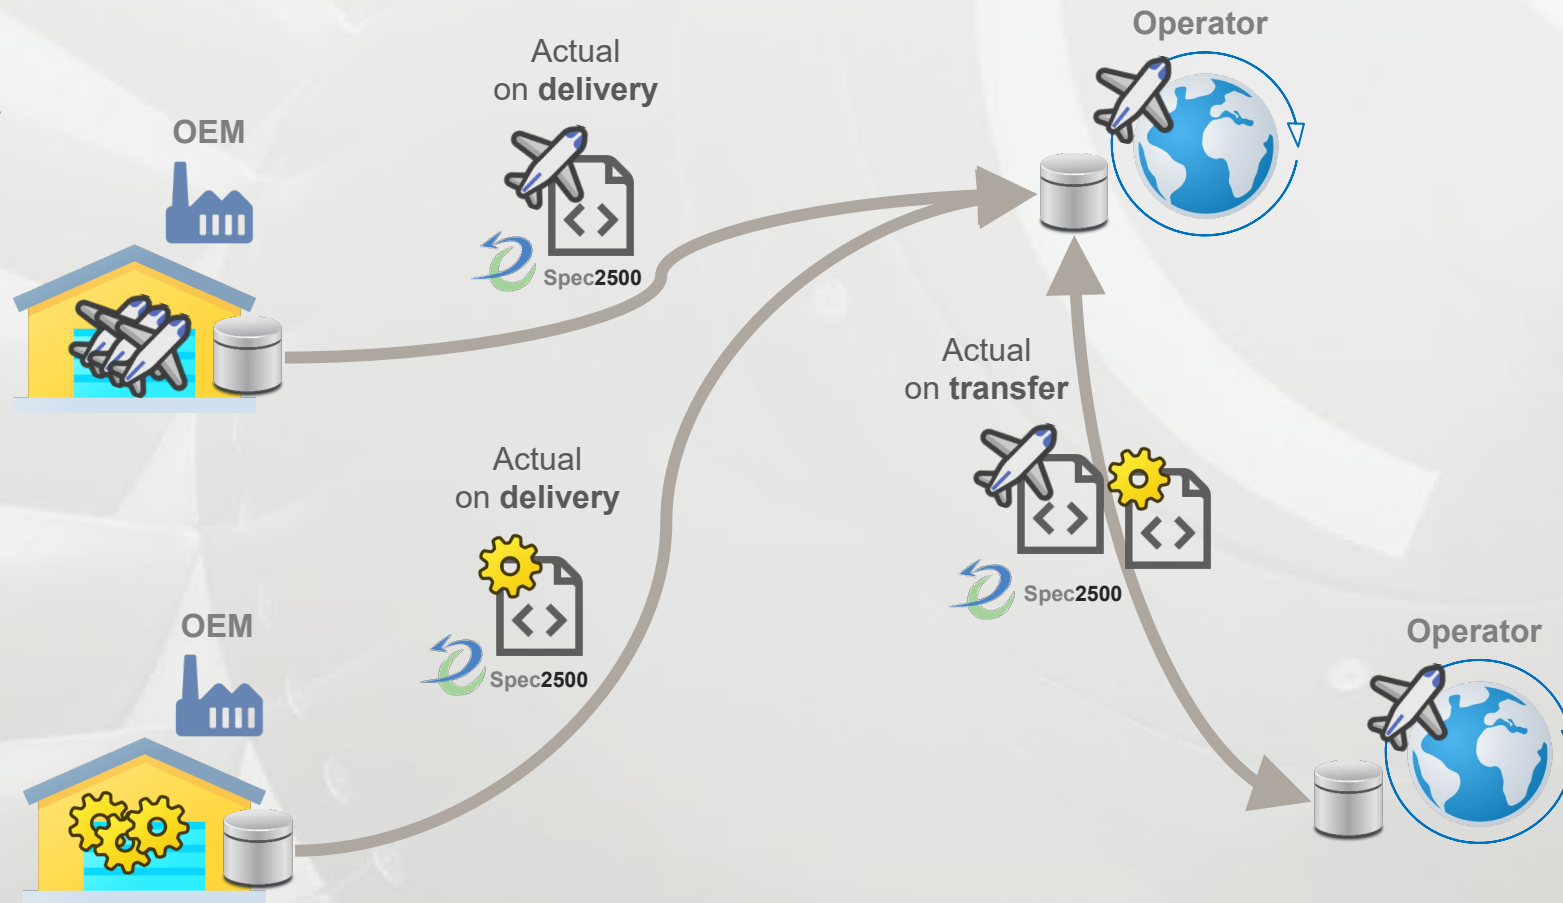 Operator
Actual
on delivery
OEM
Spec2500
Actual
on transfer
Actual
on delivery
Spec2500
OEM
Spec2500
Operator